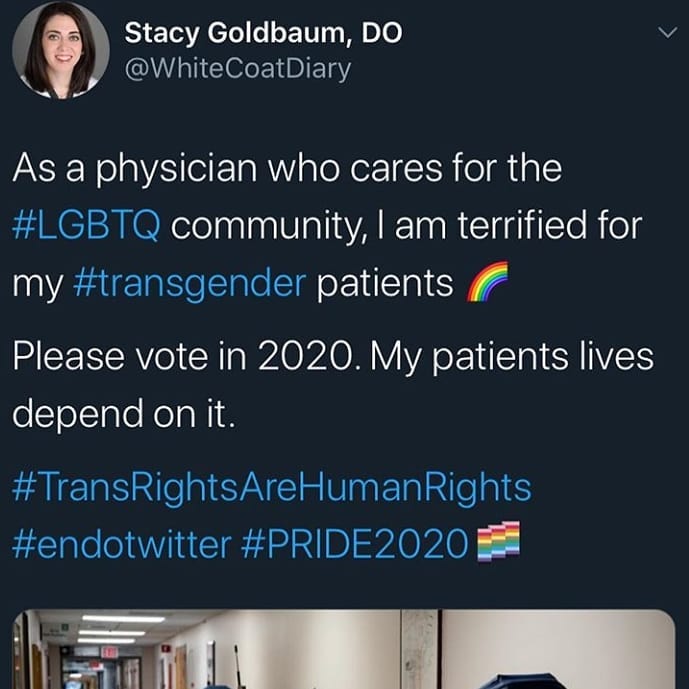 Stacy Goldbaum, DO
@WhiteCoatDiary
As a physician who cares for the
#LGBTQ community, I am terrified for
my #transgender patients 🌈
Please vote in 2020. My patients lives
depend on it.
#TransRightsAreHumanRights
#endotwitter #PRIDE2020